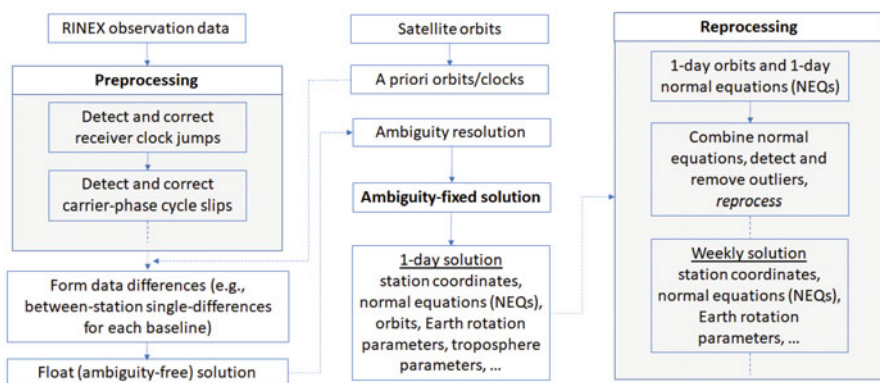 RINEX observation data
Preprocessing
Detect and correct
receiver clock jumps
Detect and correct
carrier-phase cycle slips
Form data differences (e.g.,
between-station single-differences
for each baseline)
Float (ambiguity-free) solution
Satellite orbits
A priori orbits/clocks
Ambiguity resolution
Ambiguity-fixed solution
1-day solution
station coordinates,
normal equations (NEQs),
orbits, Earth rotation
parameters, troposphere
parameters, ...
Reprocessing
1-day orbits and 1-day
normal equations (NEQs)
Combine normal
equations, detect and
remove outliers,
reprocess
Weekly solution
station coordinates,
normal equations (NEQs),
Earth rotation
parameters, ...